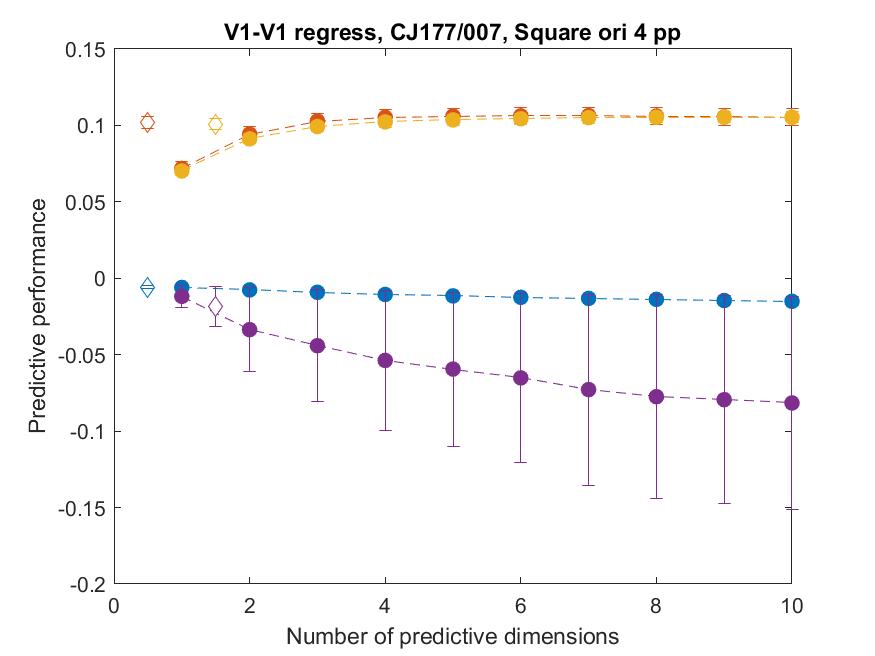 V1-V1 regress, CJ177/007, Square ori 4 pp
0.15
0.1
0.05
0
-0.05
-0.1
-0.15
-0.2
Predictive performance
0 2 4 6 8 10
Number of predictive dimensions